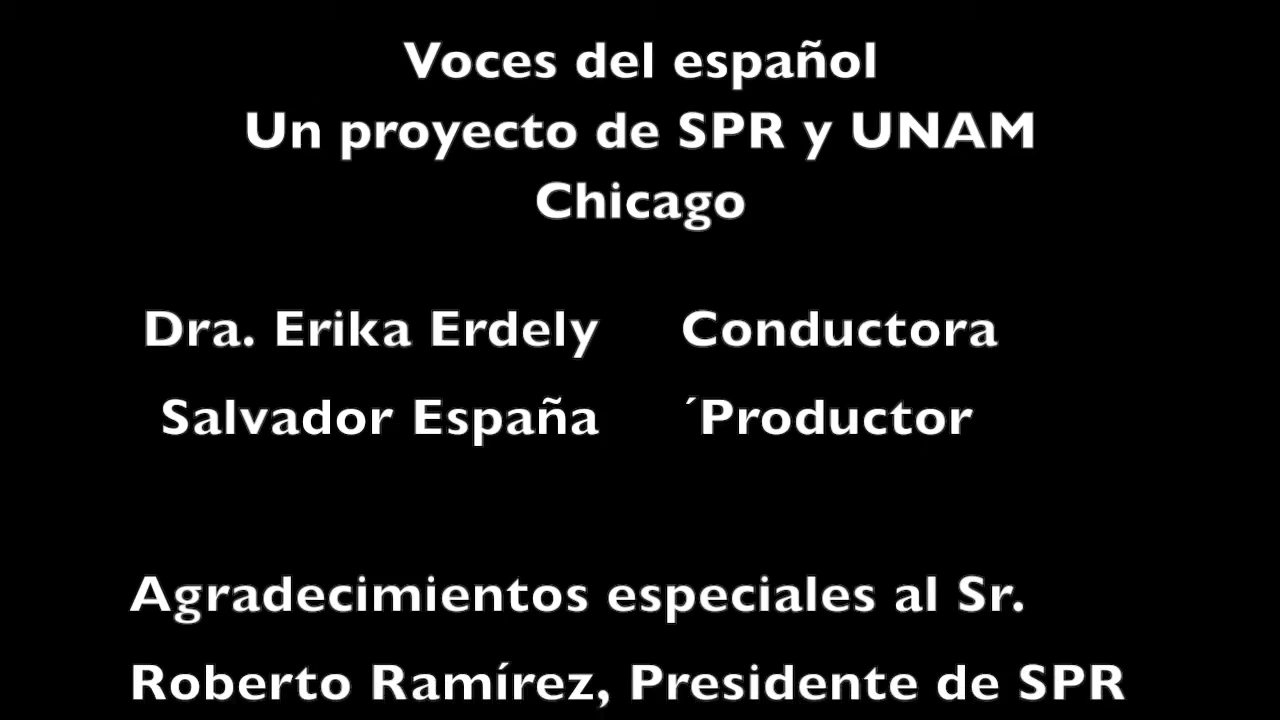 Voces del español
Un proyecto de SPR y UNAM
Chicago
Dra. Erika Erdely Conductora
Salvador España ´Productor
Agradecimientos especiales al Sr.
Roberto Ramírez, Presidente de SPR